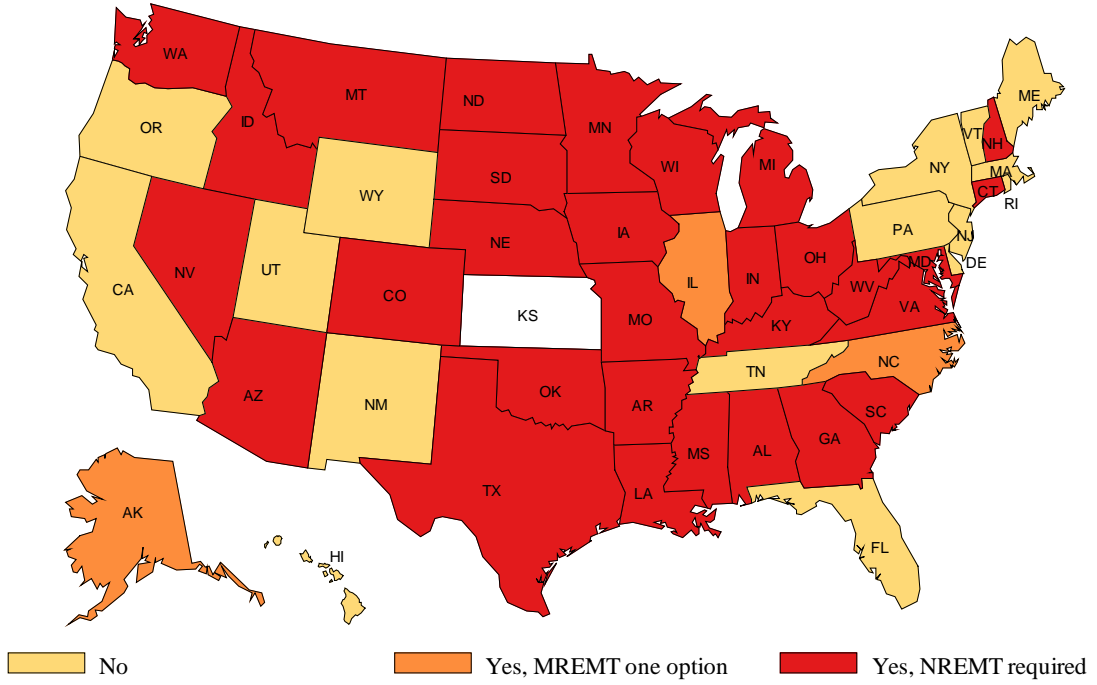 WA
MT
ND
MN
ME
OR
ID
VT
NH
WI
MI
NY
MA
SD
WY
CT
RI
PA
NE
IA
NJ
OH
DE
MD
UT
NV
IN
IL
WV
CA
CO
VA
KS
MO
KY
NC
TN
AZ
OK
NM
AR
SC
GA
MS
AL
TX
LA
AK
FL
HI
No
Yes, MREMT one option
Yes, NREMT required